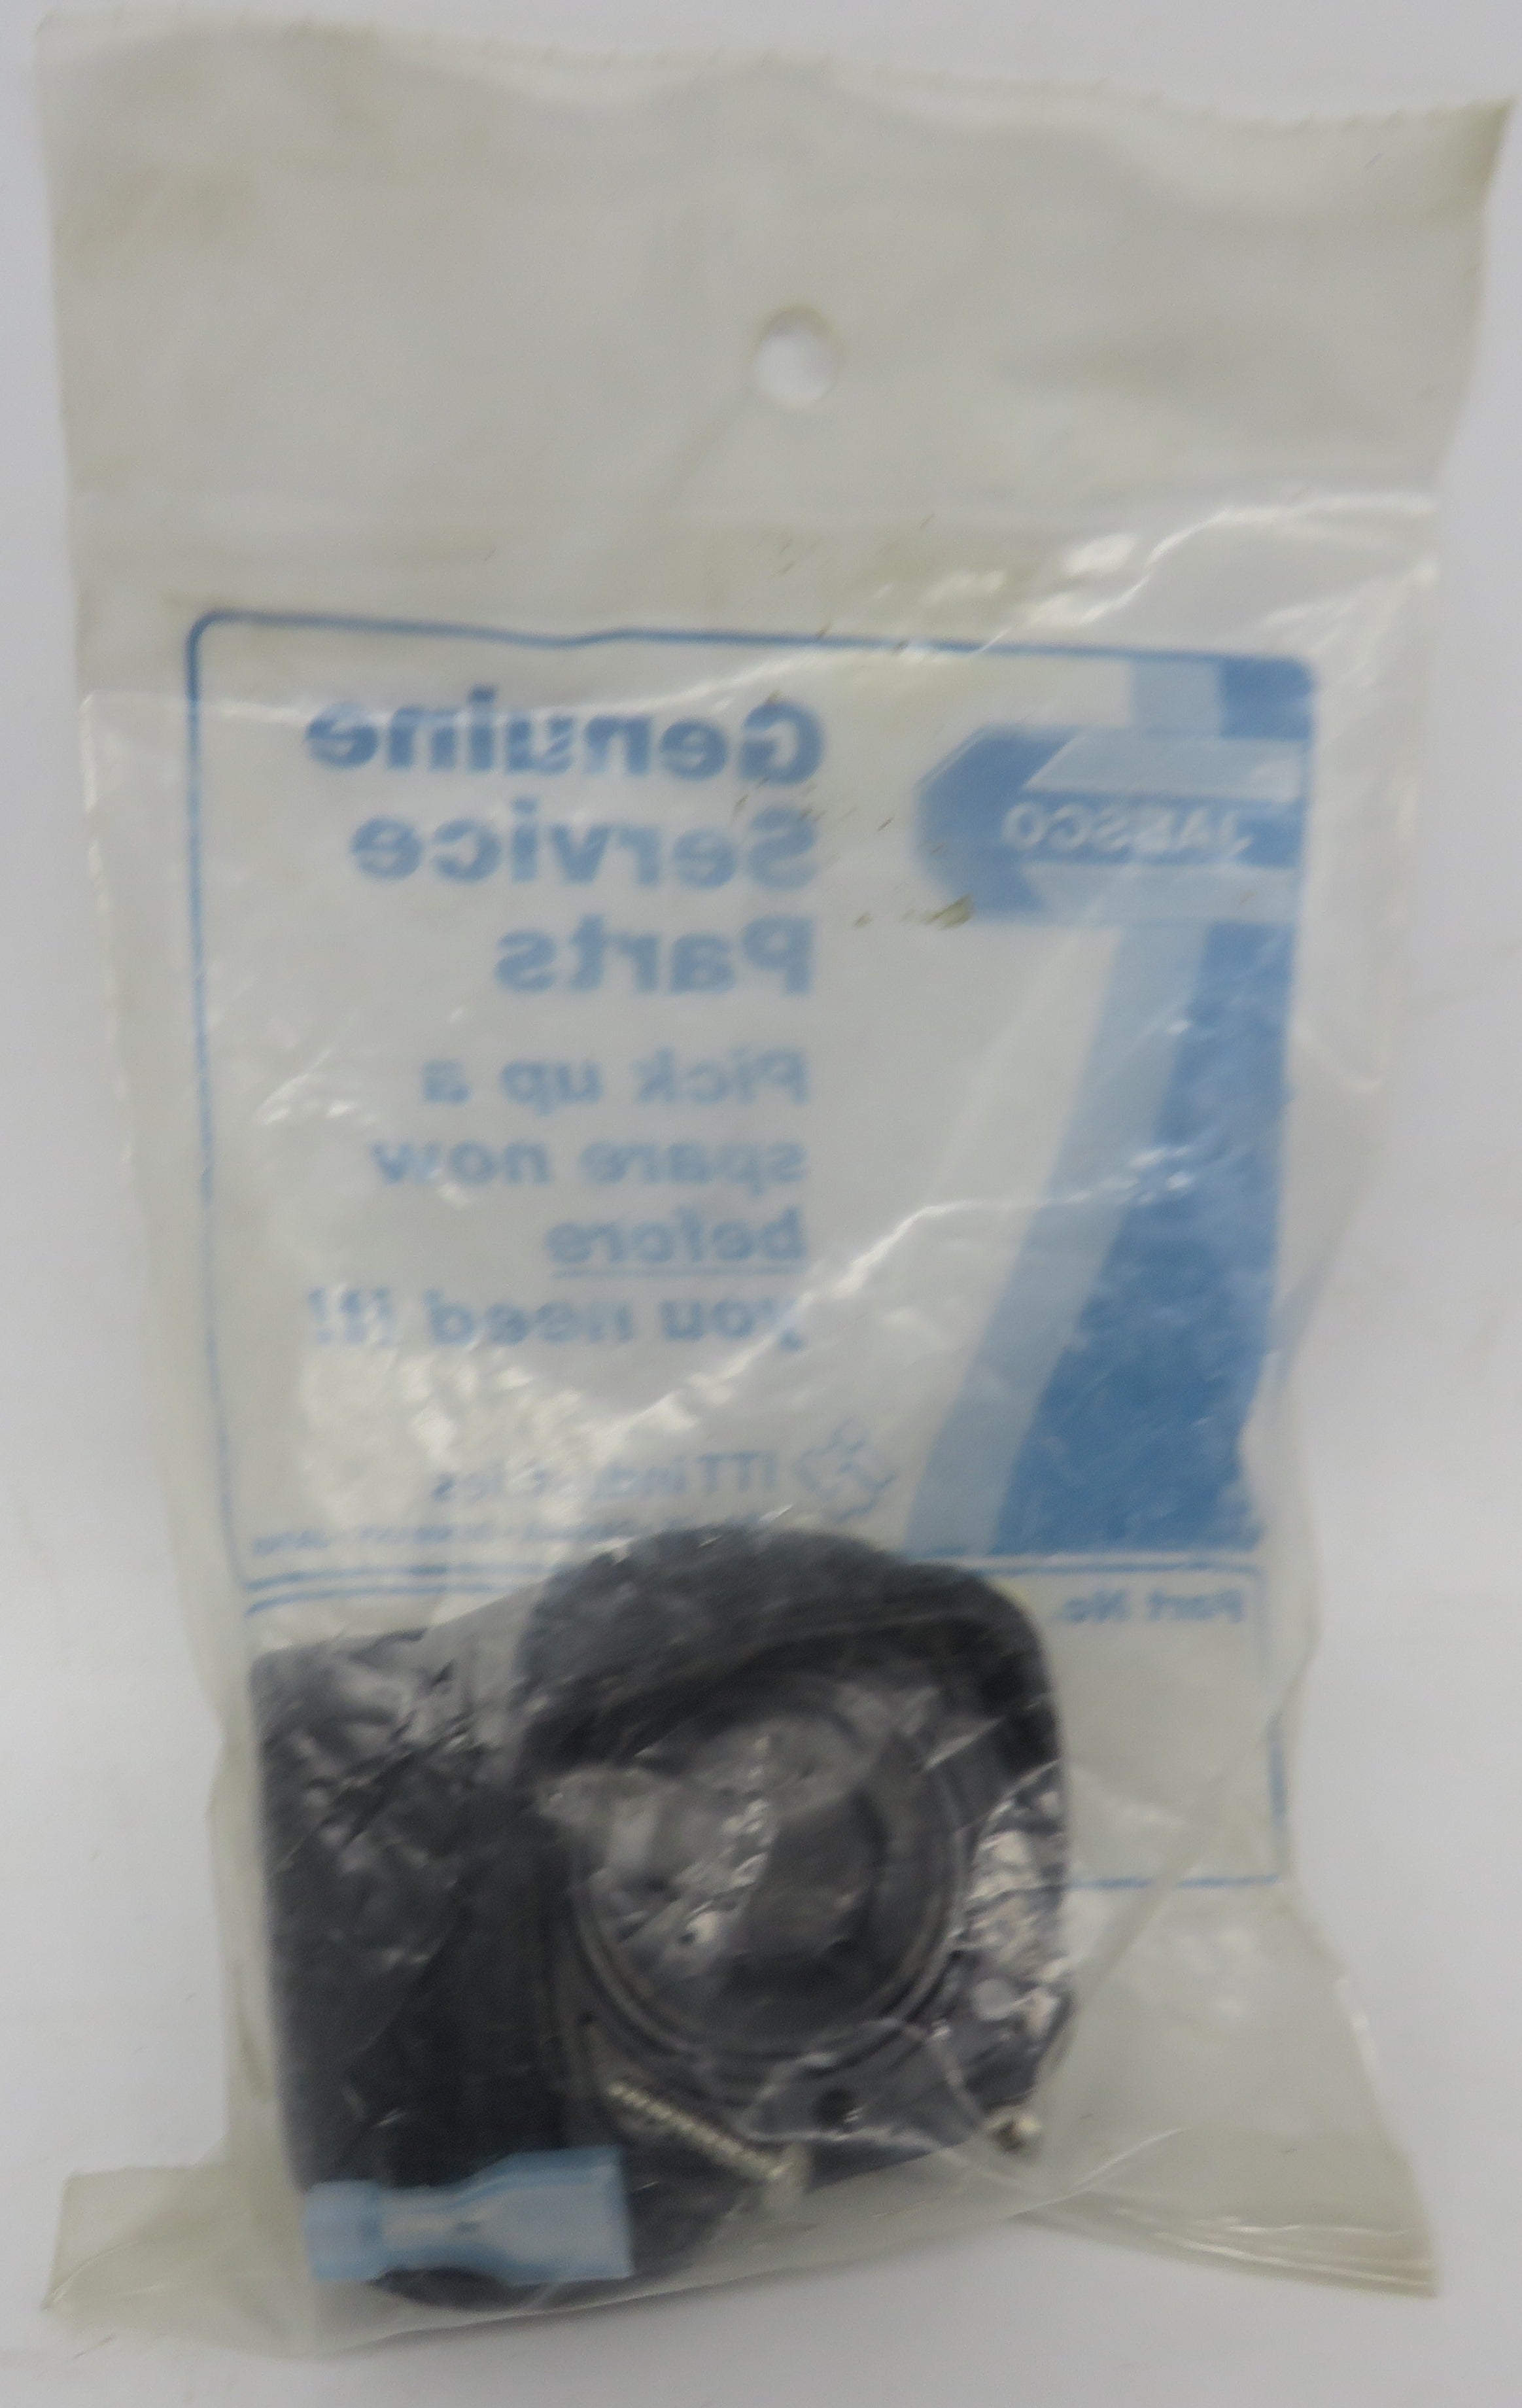 JABSCO
Genuine
Service
Parts
Pick up a
spare now
before
you need it!
ITT Industries
Part No.